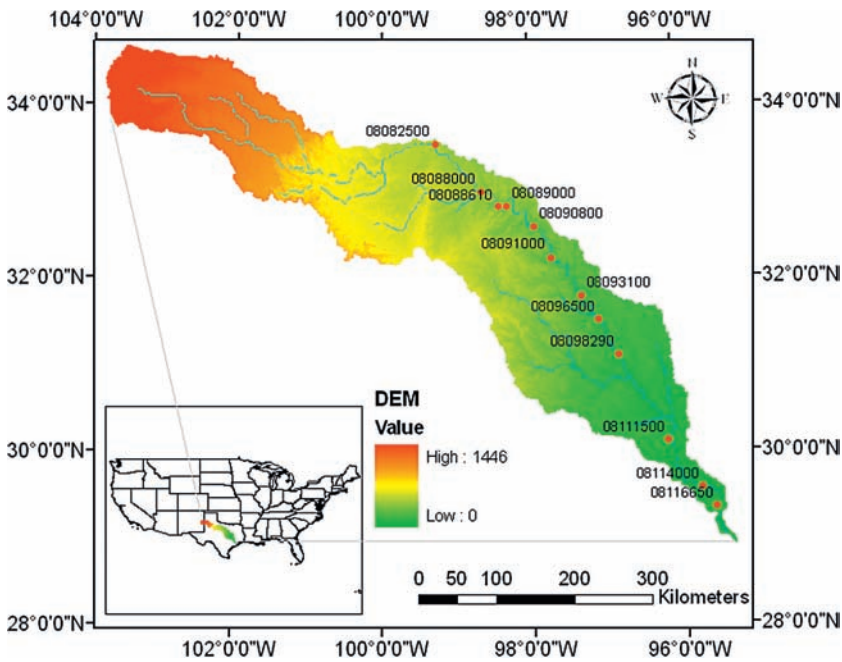 104°0'0"W
102°0'0"W
100°0'0"W
98°0'0"W
96°0'0"W
34°0'0"N
34°0'0"N
N
W
E
S
08082500
08088000
08089000
08088610
08090800
08091000
32°0'0"N
32°0'0"N
08093100
08096500
08098290
DEM
Value
High : 1446
Low : 0
08111500
30°0'0"N
30°0'0"N
08114000
08116650
0 50 100 200 300
Kilometers
28°0'0"N
28°0'0"N
102°0'0"W
100°0'0"W
98°0'0"W
96°0'0"W